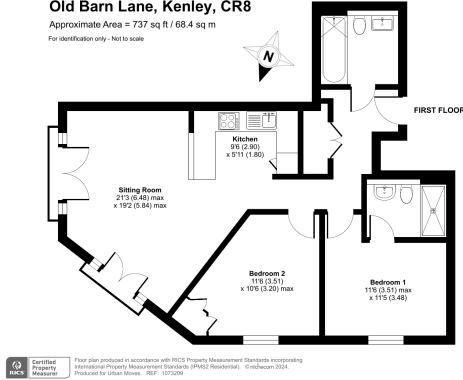 Old Barn Lane, Kenley, CR8
Approximate Area = 737 sq ft / 68.4 sq m
For identification only - Not to scale
N
FIRST FLOOR
Kitchen
9'6 (2.90)
x 5'11 (1.80)
Sitting Room
21'3 (6.48) max
x 19'2 (5.84) max
Bedroom 2
11'6 (3.51)
x 10'6 (3.20) max
Bedroom 1
11'6 (3.51) max
x 11'5 (3.48)
RICS
Certified
Property
Measurer
Floor plan produced in accordance with RICS Property Measurement Standards incorporating
International Property Measurement Standards (IPMS2 Residential). © ntchecom 2024.
Produced for Urban Moves. REF: 1073209